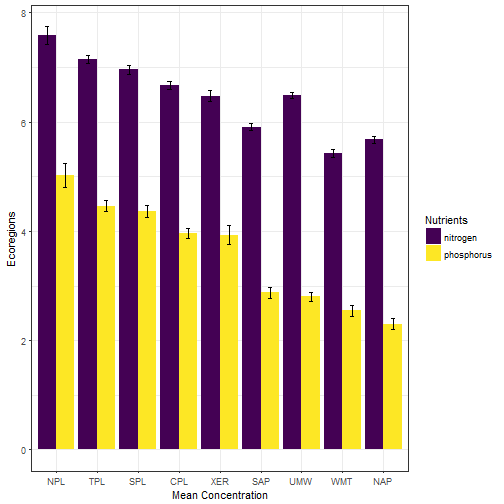 8
6
4
2
0
Ecoregions
NPL TPL SPL CPL XER SAP UMW WMT NAP
Mean Concentration
Nutrients
nitrogen
phosphorus